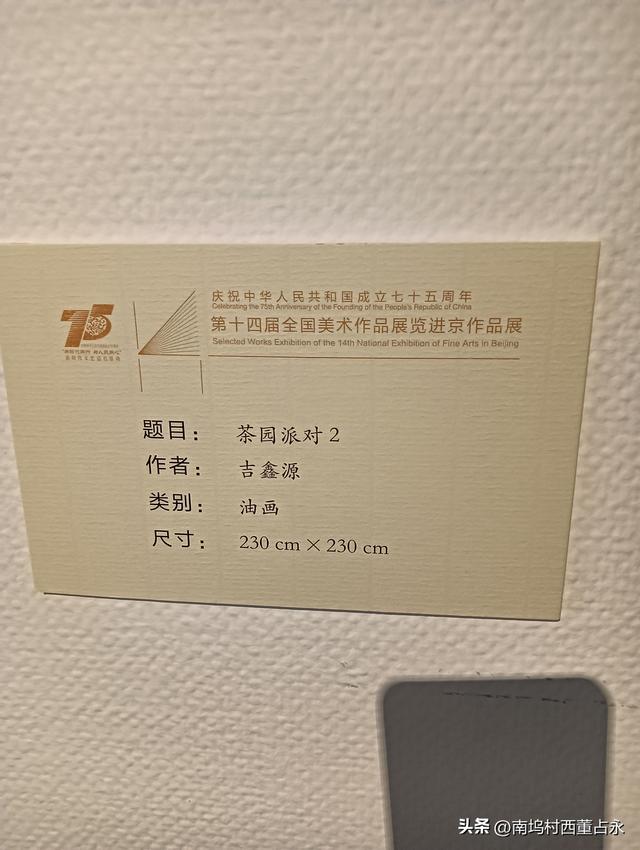 庆祝中华人民共和国成立七十五周年
Celebrating the 75th Anniversary of the Founding of the People's Republic of China
第十四届全国美术作品展览进京作品展
Selected Works Exhibition of the 14th National Exhibition of Fine Arts in Beijing
75
题目： 茶园派对 2
作者： 吉鑫源
类别： 油画
尺寸： 230 cm × 230 cm
头条 @南坞村西董占永